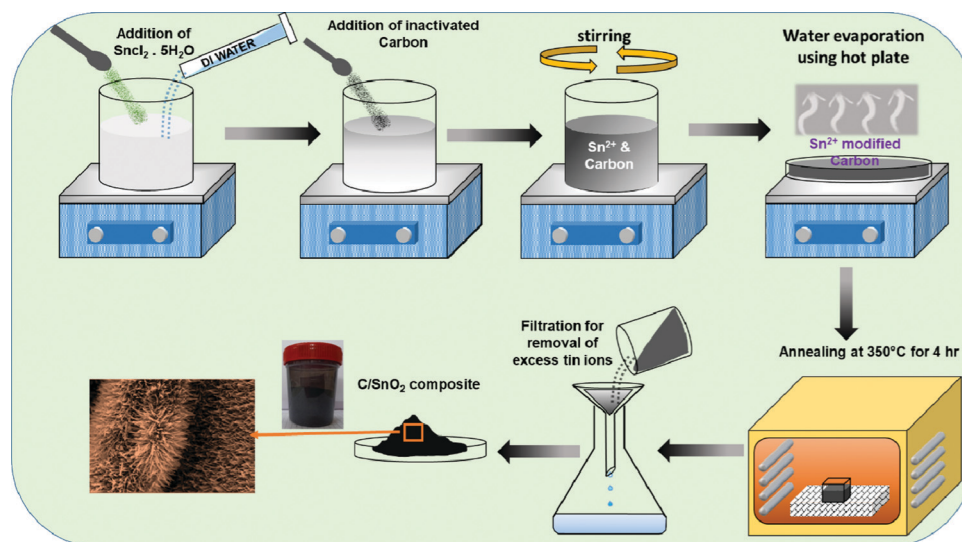 Addition of
SncI₂ . 5H₂O
DI WATER
Addition of inactivated
Carbon
stirring
Sn²⁺ &
Carbon
Water evaporation
using hot plate
Sn²⁺ modified
Carbon
Annealing at 350°C for 4 hr
Filtration for
removal of
excess tin ions
C/SnO₂ composite